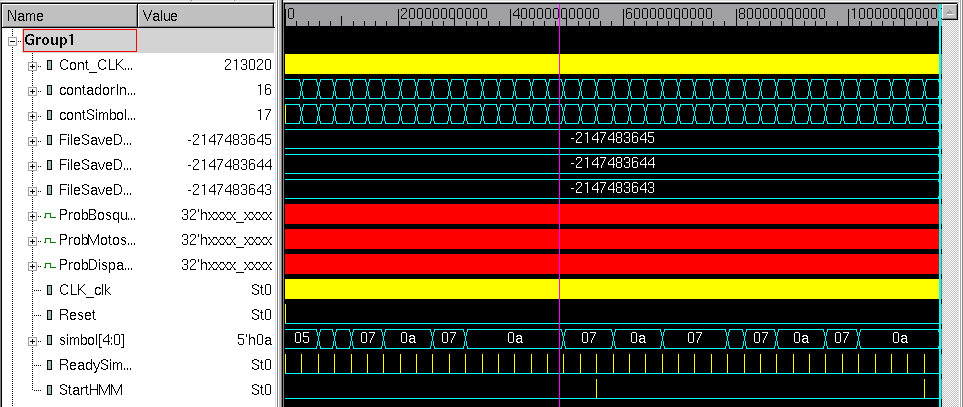 Name Value 0 20000000000 40000000000 60000000000 80000000000 10000000000
Group1
Cont_CLK... 213020
contadorIn... 16
contSimbol... 17
FileSaveD... -2147483645 -2147483645
FileSaveD... -2147483644 -2147483644
FileSaveD... -2147483643 -2147483643
ProbBosqu... 32'hxxxx_xxxx
ProbMotos... 32'hxxxx_xxxx
ProbDispa... 32'hxxxx_xxxx
CLK_clk St0
Reset St0
simbol[4:0] 5'h0a 05 07 0a 07 0a 07 0a 07 07 0a 07 0a
ReadySim... St0
StartHMM St0